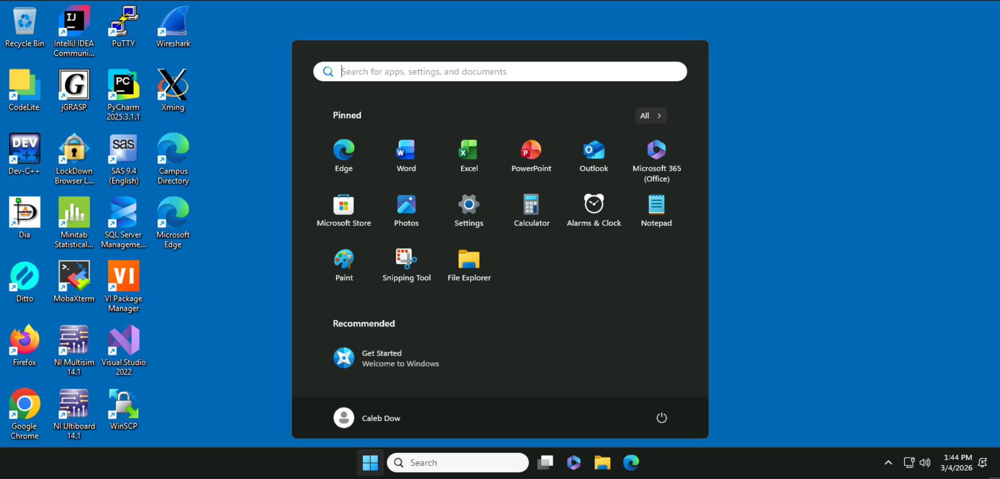 Recycle Bin
IntelliJ IDEA
Communi...
PuTTY
Wireshark
CodeLite
jGRASP
PyCharm
2025.3.1.1
Xming
Dev-C++
LockDown
Browser L...
SAS 9.4
(English)
Campus
Directory
Dia
Minitab
Statistical...
SQL Server
Manageme...
Microsoft
Edge
Ditto
MobaXterm
VI Package
Manager
Firefox
NI Multisim
14.1
Visual Studio
2022
Google
Chrome
NI Ultiboard
14.1
WinSCP
IJ
G
PC
DEV
C++
sas
>.
VI
Search for apps, settings, and documents
Pinned
All
Edge
Word
Excel
PowerPoint
Outlook
Microsoft 365
(Office)
W
X
P
O
Microsoft Store
Photos
Settings
Calculator
Alarms & Clock
Notepad
Paint
Snipping Tool
File Explorer
Recommended
Get Started
Welcome to Windows
Caleb Dow
Search
1:44 PM
3/4/2026